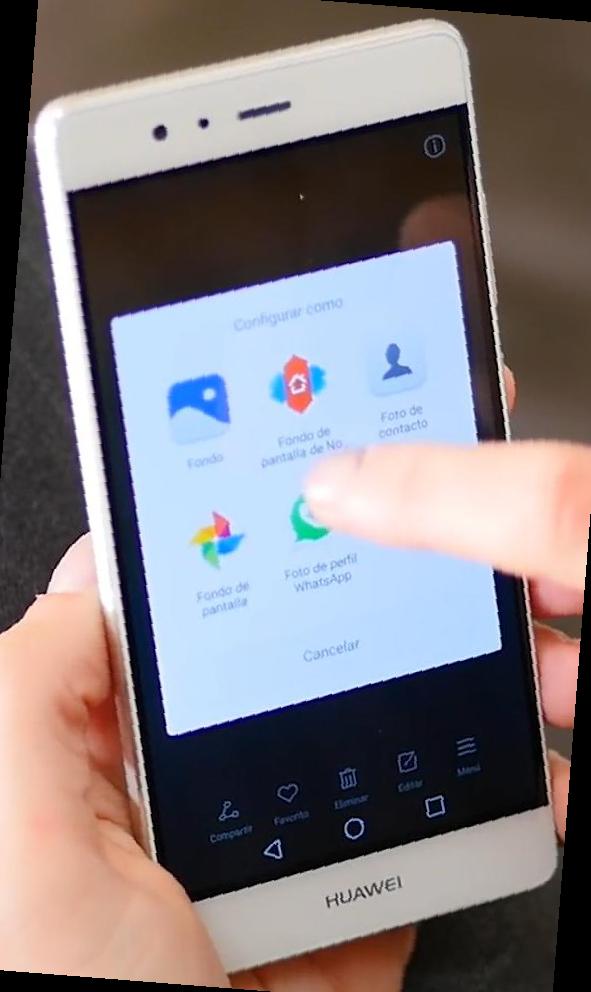 Configurar como
Fondo
Fondo de
pantalla de No...
Foto de
contacto
Fondo de
pantalla
Foto de perfil
WhatsApp
Cancelar
Compartir
Favorito
Eliminar
Editar
Menú
HUAWEI